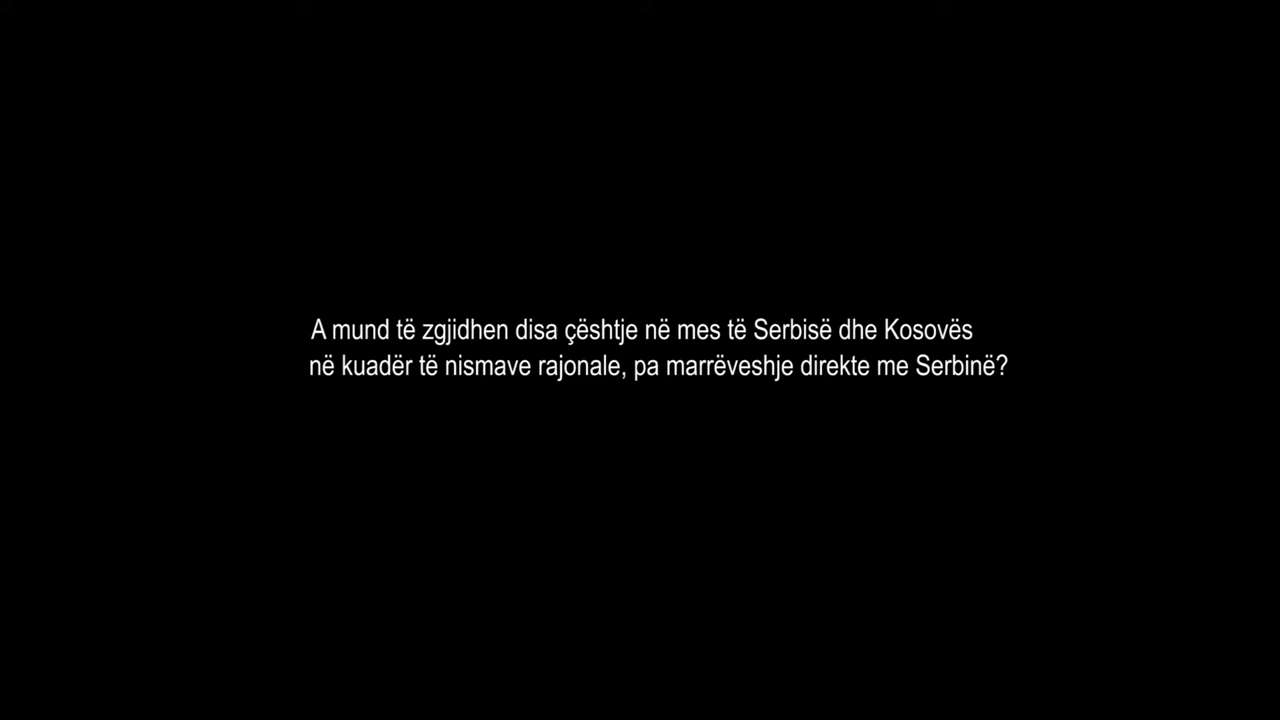 A mund të zgjidhen disa çështje në mes të Serbisë dhe Kosovës
në kuadër të nismave rajonale, pa marrëveshje direkte me Serbinë?